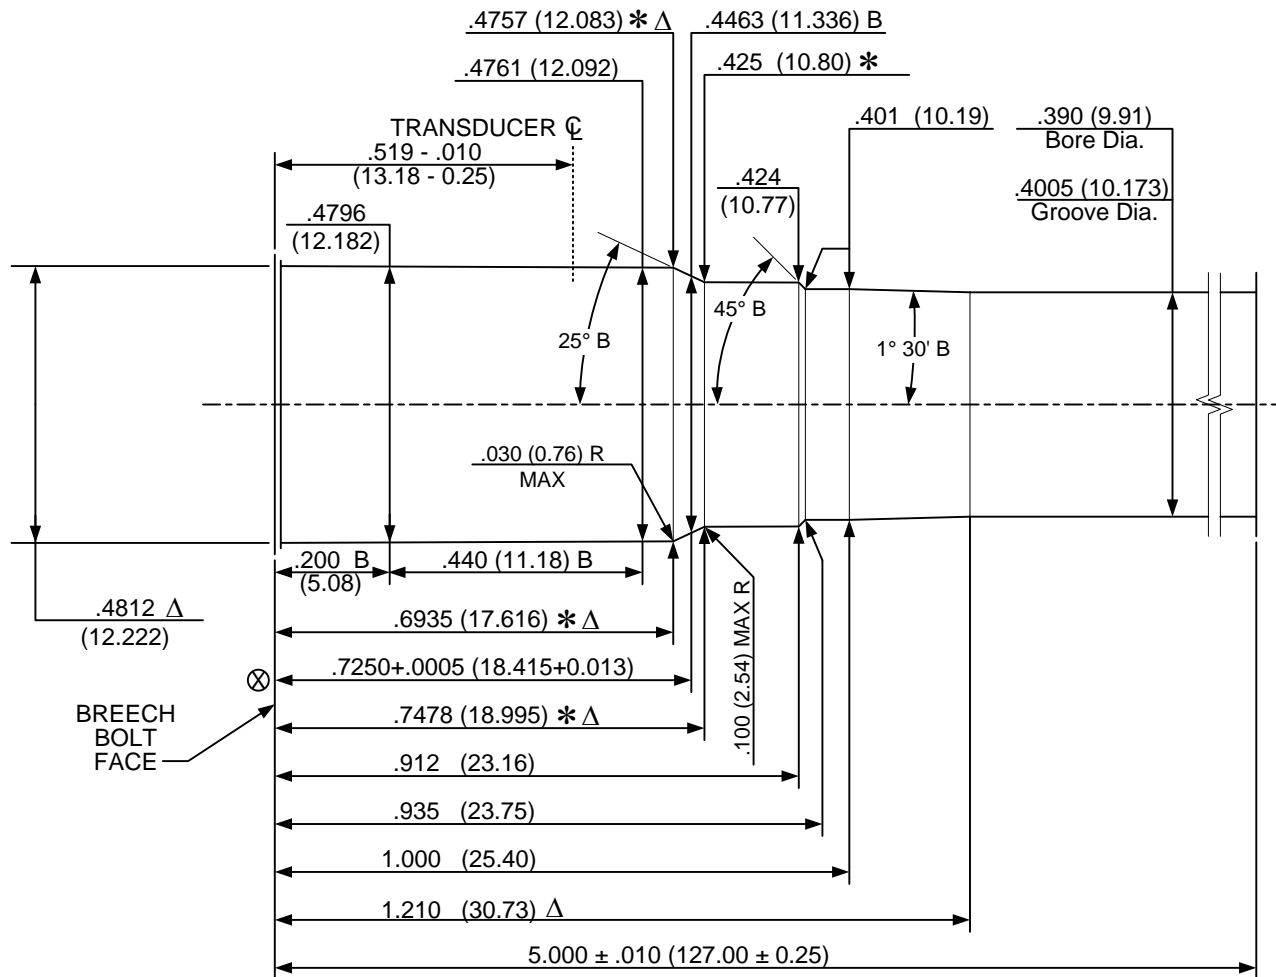 .4757 (12.083) ✻ Δ
.4463 (11.336) B
.4761 (12.092)
.425 (10.80) ✻
TRANSDUCER ℄
.519 - .010
(13.18 - 0.25)
.401 (10.19)
.390 (9.91)
Bore Dia.
.424
(10.77)
.4005 (10.173)
Groove Dia.
.4796
(12.182)
25° B
45° B
1° 30' B
.030 (0.76) R
MAX
.200 B
(5.08)
.440 (11.18) B
.4812 Δ
(12.222)
.6935 (17.616) ✻ Δ
.100 (2.54) MAX R
⊗
.7250+.0005 (18.415+0.013)
BREECH
BOLT
FACE
.7478 (18.995) ✻ Δ
.912 (23.16)
.935 (23.75)
1.000 (25.40)
1.210 (30.73) Δ
5.000 ± .010 (127.00 ± 0.25)